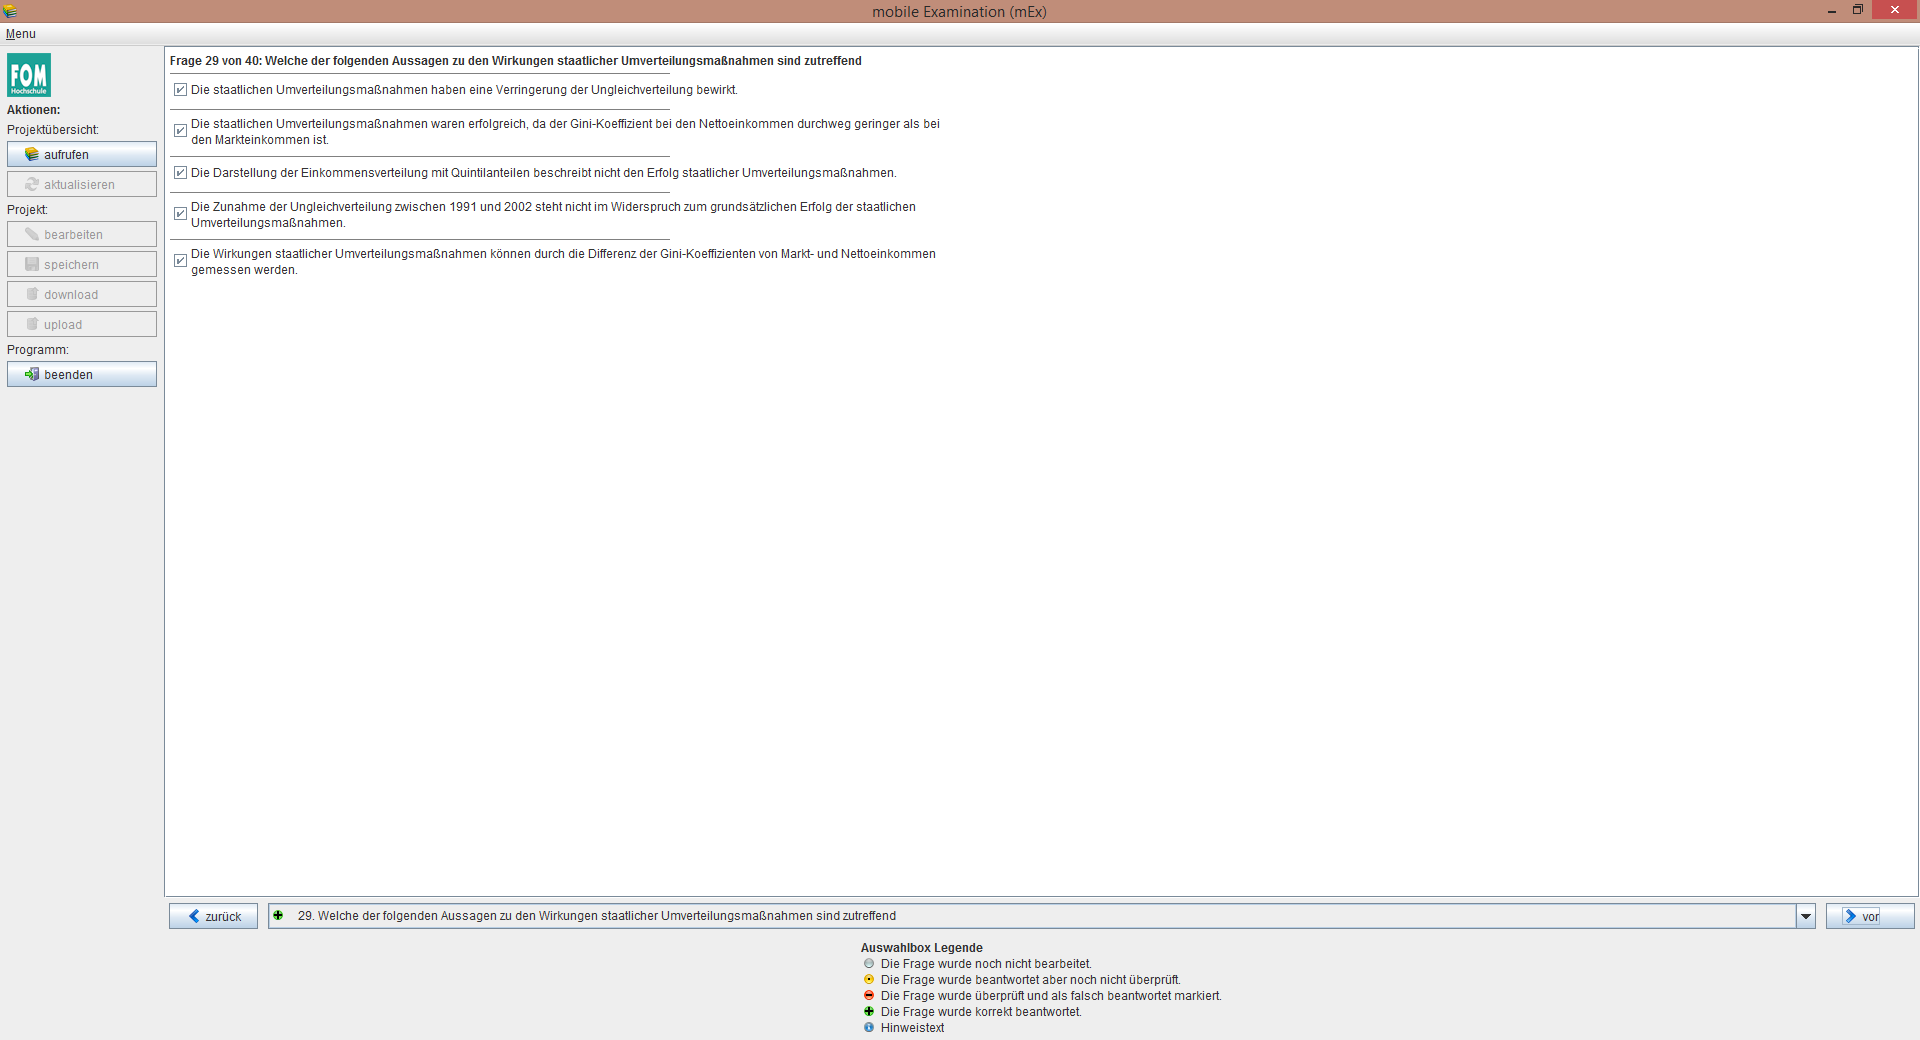 mobile Examination (mEx)
Menu
FOM
Hochschule
Aktionen:
Projektübersicht:
aufrufen
aktualisieren
Projekt:
bearbeiten
speichern
download
upload
Programm:
beenden
Frage 29 von 40: Welche der folgenden Aussagen zu den Wirkungen staatlicher Umverteilungsmaßnahmen sind zutreffend
Die staatlichen Umverteilungsmaßnahmen haben eine Verringerung der Ungleichverteilung bewirkt.
Die staatlichen Umverteilungsmaßnahmen waren erfolgreich, da der Gini-Koeffizient bei den Nettoeinkommen durchweg geringer als bei
den Markteinkommen ist.
Die Darstellung der Einkommensverteilung mit Quintilanteilen beschreibt nicht den Erfolg staatlicher Umverteilungsmaßnahmen.
Die Zunahme der Ungleichverteilung zwischen 1991 und 2002 steht nicht im Widerspruch zum grundsätzlichen Erfolg der staatlichen
Umverteilungsmaßnahmen.
Die Wirkungen staatlicher Umverteilungsmaßnahmen können durch die Differenz der Gini-Koeffizienten von Markt- und Nettoeinkommen
gemessen werden.
zurück
29. Welche der folgenden Aussagen zu den Wirkungen staatlicher Umverteilungsmaßnahmen sind zutreffend
vor
Auswahlbox Legende
Die Frage wurde noch nicht bearbeitet.
Die Frage wurde beantwortet aber noch nicht überprüft.
Die Frage wurde überprüft und als falsch beantwortet markiert.
Die Frage wurde korrekt beantwortet.
Hinweistext